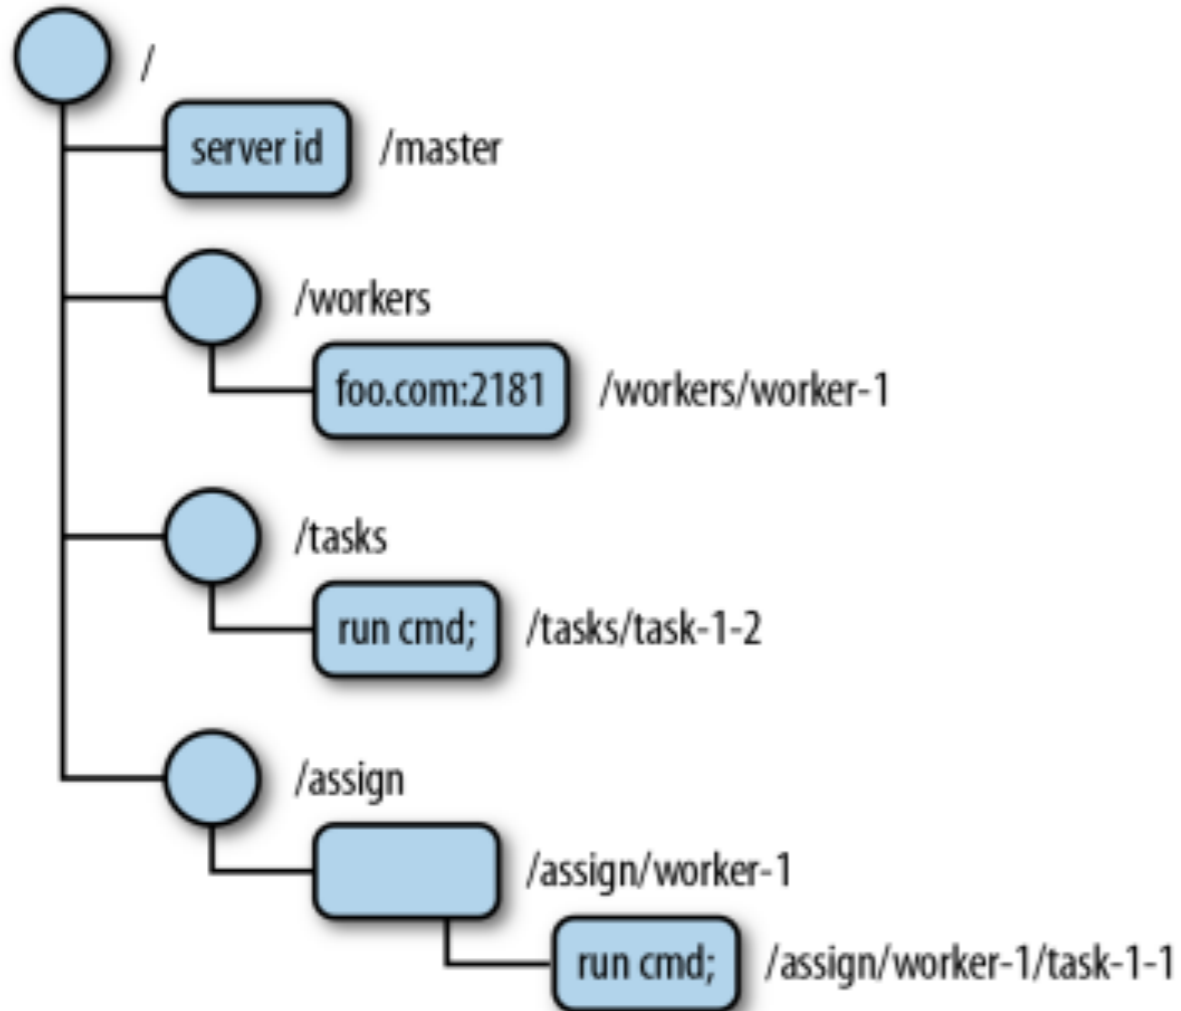 /
server id /master
/workers
foo.com:2181 /workers/worker-1
/tasks
run cmd; /tasks/task-1-2
/assign
/assign/worker-1
run cmd; /assign/worker-1/task-1-1